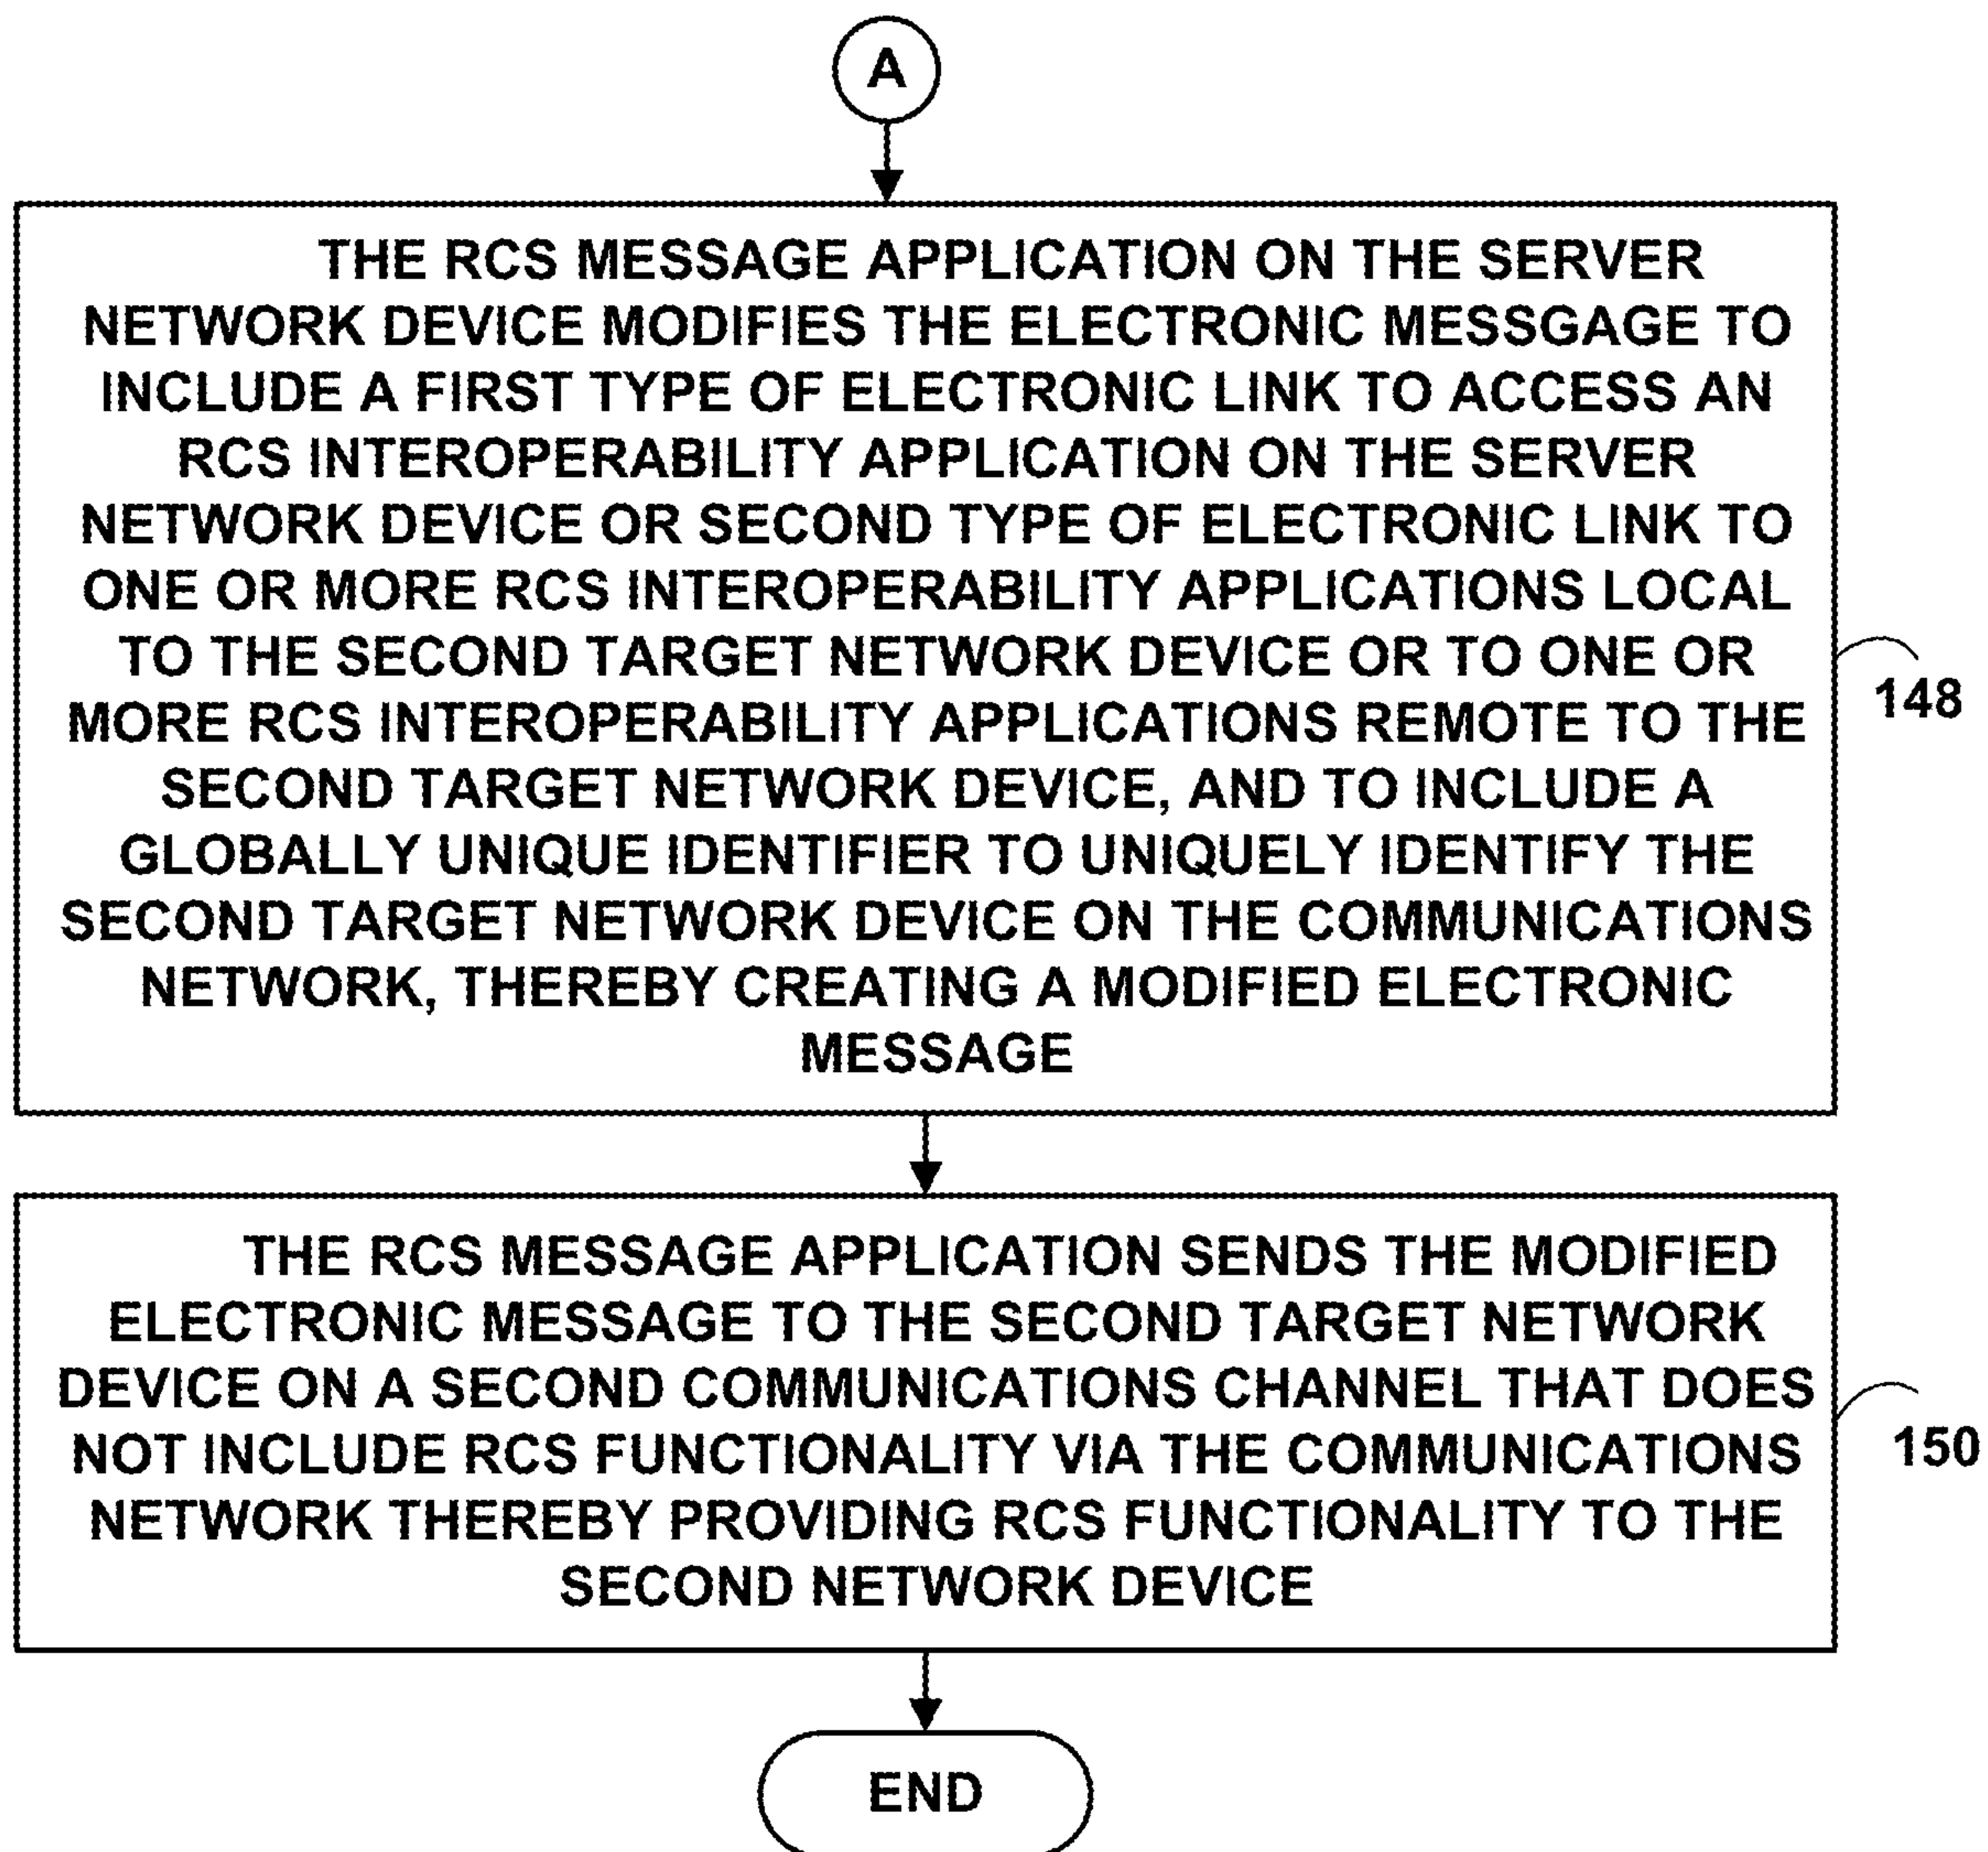 A
THE RCS MESSAGE APPLICATION ON THE SERVER
NETWORK DEVICE MODIFIES THE ELECTRONIC MESSGAGE TO
INCLUDE A FIRST TYPE OF ELECTRONIC LINK TO ACCESS AN
RCS INTEROPERABILITY APPLICATION ON THE SERVER
NETWORK DEVICE OR SECOND TYPE OF ELECTRONIC LINK TO
ONE OR MORE RCS INTEROPERABILITY APPLICATIONS LOCAL
TO THE SECOND TARGET NETWORK DEVICE OR TO ONE OR
MORE RCS INTEROPERABILITY APPLICATIONS REMOTE TO THE
SECOND TARGET NETWORK DEVICE, AND TO INCLUDE A
GLOBALLY UNIQUE IDENTIFIER TO UNIQUELY IDENTIFY THE
SECOND TARGET NETWORK DEVICE ON THE COMMUNICATIONS
NETWORK, THEREBY CREATING A MODIFIED ELECTRONIC
MESSAGE
148
THE RCS MESSAGE APPLICATION SENDS THE MODIFIED
ELECTRONIC MESSAGE TO THE SECOND TARGET NETWORK
DEVICE ON A SECOND COMMUNICATIONS CHANNEL THAT DOES
NOT INCLUDE RCS FUNCTIONALITY VIA THE COMMUNICATIONS
NETWORK THEREBY PROVIDING RCS FUNCTIONALITY TO THE
SECOND NETWORK DEVICE
150
END